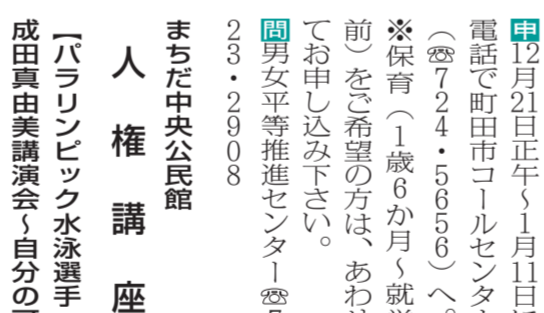 申12月21日正午～1月11日に
電話で町田市コールセンター
（☏724・5656）へ。
※保育（1歳6か月～就学
前）をご希望の方は、あわせ
てお申し込み下さい。
問男女平等推進センター☏7
23・2908
まちだ中央公民館
人権講座
【パラリンピック水泳選手
成田真由美講演会～自分の可